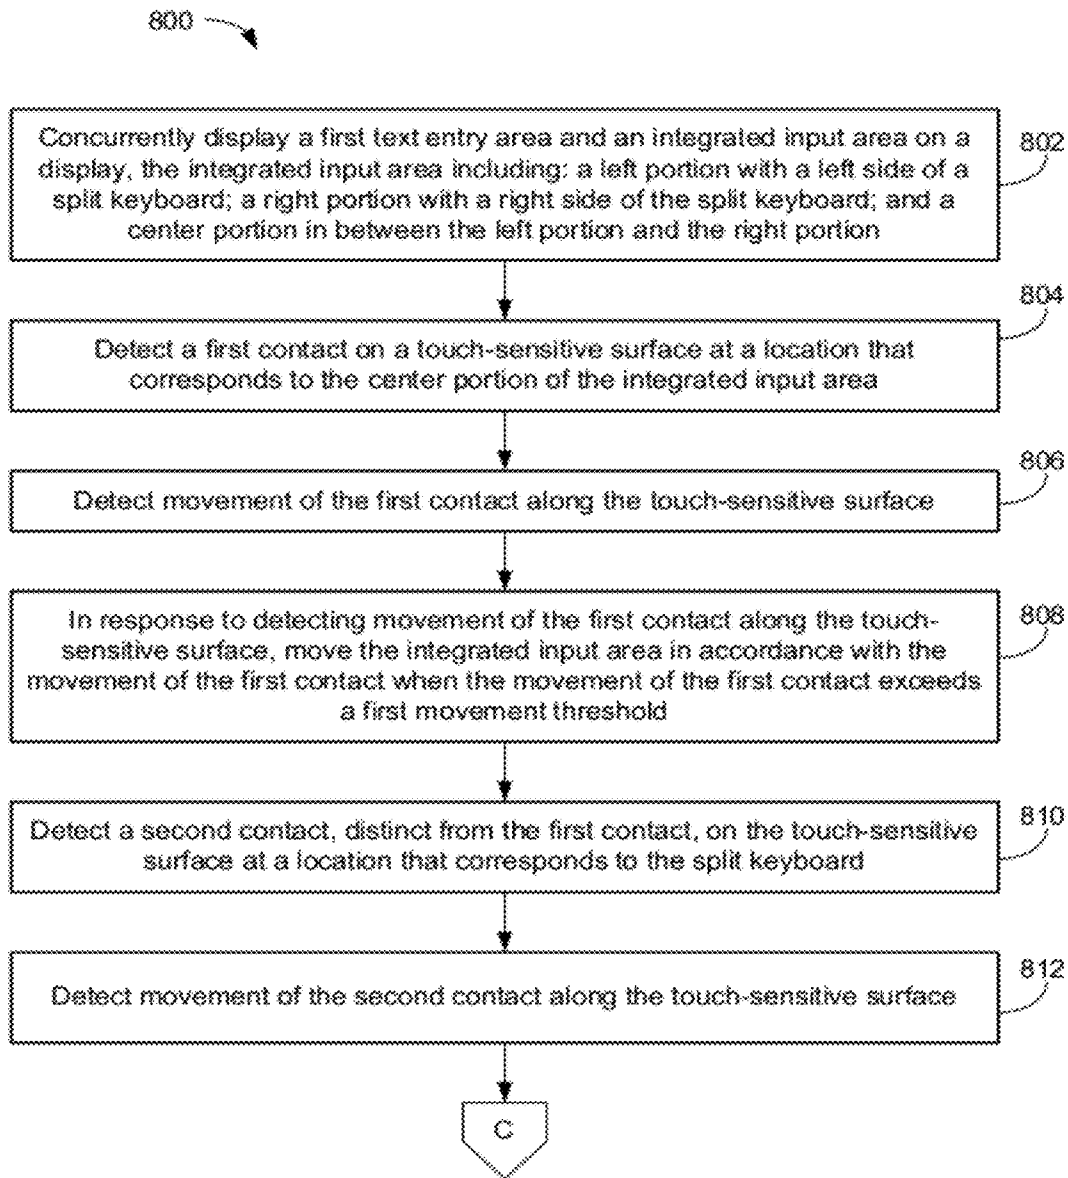 800
Concurrently display a first text entry area and an integrated input area on a
display, the integrated input area including: a left portion with a left side of a
split keyboard; a right portion with a right side of the split keyboard; and a
center portion in between the left portion and the right portion
802
Detect a first contact on a touch-sensitive surface at a location that
corresponds to the center portion of the integrated input area
804
Detect movement of the first contact along the touch-sensitive surface
806
In response to detecting movement of the first contact along the touch-
sensitive surface, move the integrated input area in accordance with the
movement of the first contact when the movement of the first contact exceeds
a first movement threshold
808
Detect a second contact, distinct from the first contact, on the touch-sensitive
surface at a location that corresponds to the split keyboard
810
Detect movement of the second contact along the touch-sensitive surface
812
C